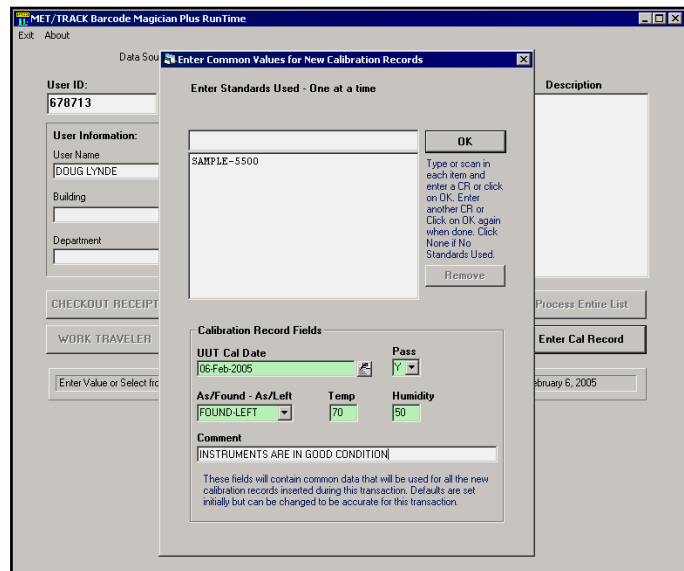 MET/TRACK Barcode Magician Plus RunTime
Exit About
Data Sou
User ID:
678713
User Information:
User Name
DOUG LYNDE
Building
Department
CHECKOUT RECEIPT
WORK TRAVELER
Enter Value or Select fro
Enter Common Values for New Calibration Records
Enter Standards Used - One at a time
OK
SAMPLE-5500
Type or scan in
each item and
enter a CR or click
on OK. Enter
another CR or
Click on OK again
when done. Click
None if No
Standards Used.
Remove
Calibration Record Fields
UUT Cal Date
Pass
06-Feb-2005
Y
As/Found - As/Left
Temp
Humidity
FOUND-LEFT
70
50
Comment
INSTRUMENTS ARE IN GOOD CONDITION
These fields will contain common data that will be used for all the new
calibration records inserted during this transaction. Defaults are set
initially but can be changed to be accurate for this transaction.
Description
Process Entire List
Enter Cal Record
ebruary 6, 2005